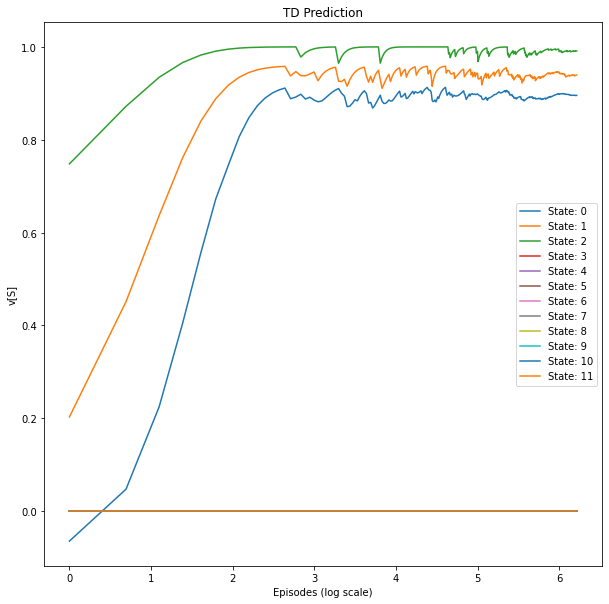 TD Prediction
v[S]
1.0
0.8
0.6
0.4
0.2
0.0
State: 0
State: 1
State: 2
State: 3
State: 4
State: 5
State: 6
State: 7
State: 8
State: 9
State: 10
State: 11
0 1 2 3 4 5 6
Episodes (log scale)